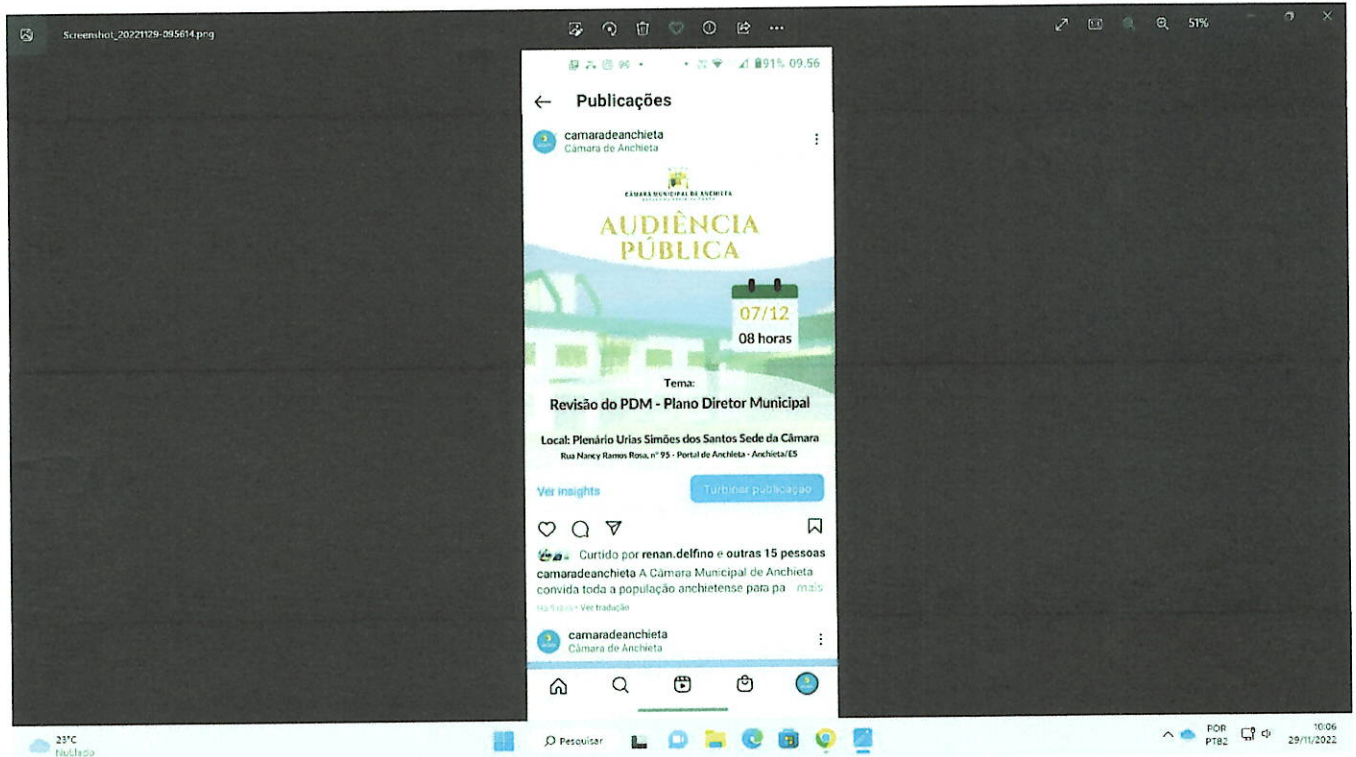 Screenshot_20221129-095614.png
51%
91% 09.56
Publicações
camaradeanchieta
Câmara de Anchieta
CÂMARA MUNICIPAL DE ANCHIETA
AUDIÊNCIA
PÚBLICA
07/12
08 horas
Tema:
Revisão do PDM - Plano Diretor Municipal
Local: Plenário Urias Simões dos Santos Sede da Câmara
Rua Nancy Ramos Rosa, nº 95 - Portal de Anchieta - Anchieta/ES
Ver insights
Turbinar publicação
Curtido por renan.delfino e outras 15 pessoas
camaradeanchieta A Câmara Municipal de Anchieta
convida toda a população anchietense para pa mais
Ver tradução
camaradeanchieta
Câmara de Anchieta
23°C
Nublado
Pesquisar
POR
PTB2
10:06
29/11/2022